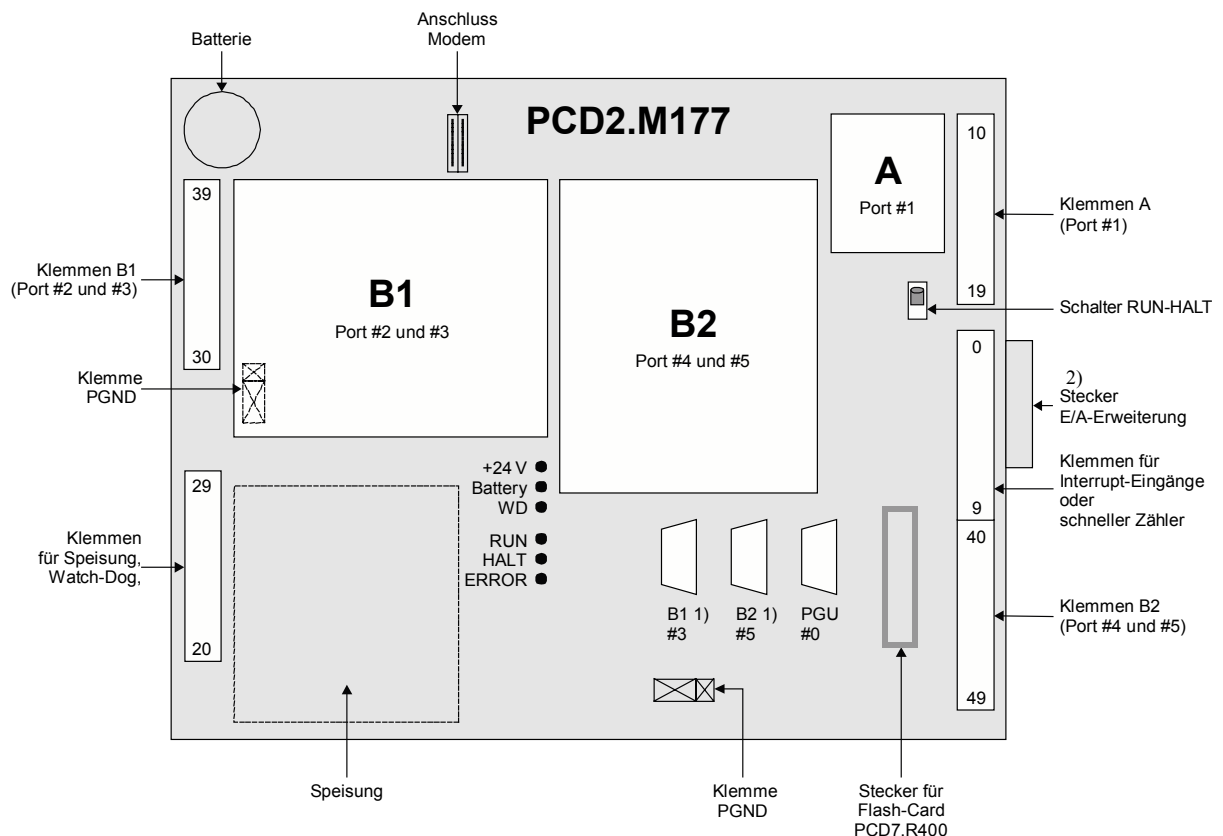 Batterie
Anschluss
Modem
PCD2.M177
A
Port #1
10
19
Klemmen A
(Port #1)
39
30
Klemmen B1
(Port #2 und #3)
B1
Port #2 und #3
B2
Port #4 und #5
Schalter RUN-HALT
Klemme
PGND
0
9
2)
Stecker
E/A-Erweiterung
Klemmen für
Interrupt-Eingänge
oder
schneller Zähler
+24 V
Battery
WD
RUN
HALT
ERROR
29
20
Klemmen
für Speisung,
Watch-Dog,
40
49
Klemmen B2
(Port #4 und #5)
B1 1)
#3
B2 1)
#5
PGU
#0
Speisung
Klemme
PGND
Stecker für
Flash-Card
PCD7.R400